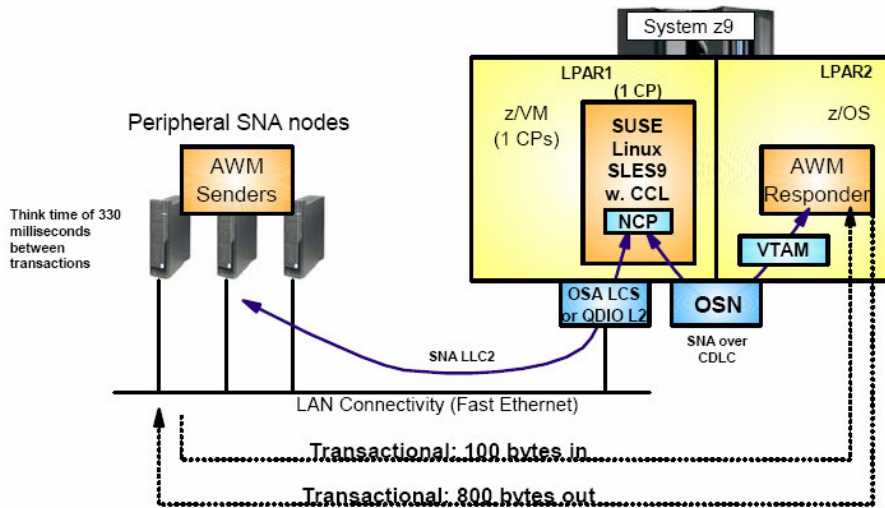 System z9
LPAR1
(1 CP)
LPAR2
z/VM
(1 CPs)
z/OS
SUSE
Linux
SLES9
w. CCL
NCP
AWM
Responder
VTAM
Peripheral SNA nodes
AWM
Senders
Think time of 330
milliseconds
between
transactions
OSA LCS
or QDIO L2
OSN
SNA over
CDLC
SNA LLC2
LAN Connectivity (Fast Ethernet)
Transactional: 100 bytes in
Transactional: 800 bytes out